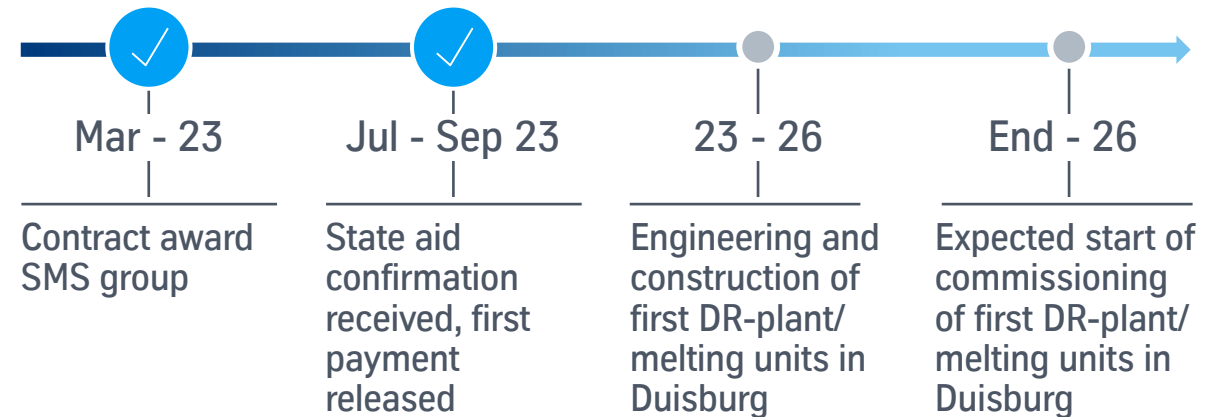 Mar - 23
Contract award
SMS group
Jul - Sep 23
State aid
confirmation
received, first
payment
released
23 - 26
Engineering and
construction of
first DR-plant/
melting units in
Duisburg
End - 26
Expected start of
commissioning
of first DR-plant/
melting units in
Duisburg